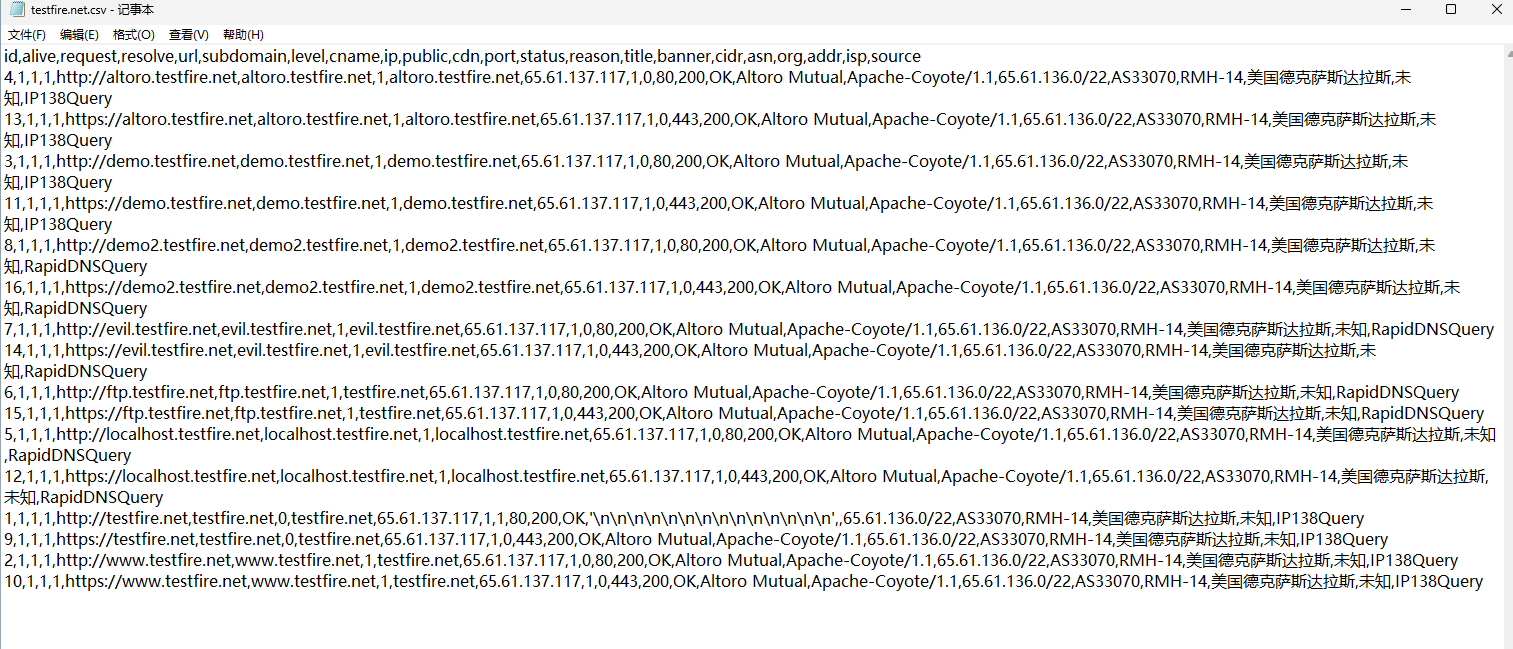 testfire.net.csv - 记事本
文件(F) 编辑(E) 格式(O) 查看(V) 帮助(H)
id,alive,request,resolve,url,subdomain,level,cname,ip,public,cdn,port,status,reason,title,banner,cidr,asn,org,addr,isp,source
4,1,1,1,http://altoro.testfire.net,altoro.testfire.net,1,altoro.testfire.net,65.61.137.117,1,0,80,200,OK,Altoro Mutual,Apache-Coyote/1.1,65.61.136.0/22,AS33070,RMH-14,美国德克萨斯达拉斯,未
知,IP138Query
13,1,1,1,https://altoro.testfire.net,altoro.testfire.net,1,altoro.testfire.net,65.61.137.117,1,0,443,200,OK,Altoro Mutual,Apache-Coyote/1.1,65.61.136.0/22,AS33070,RMH-14,美国德克萨斯达拉斯,未
知,IP138Query
3,1,1,1,http://demo.testfire.net,demo.testfire.net,1,demo.testfire.net,65.61.137.117,1,0,80,200,OK,Altoro Mutual,Apache-Coyote/1.1,65.61.136.0/22,AS33070,RMH-14,美国德克萨斯达拉斯,未
知,IP138Query
11,1,1,1,https://demo.testfire.net,demo.testfire.net,1,demo.testfire.net,65.61.137.117,1,0,443,200,OK,Altoro Mutual,Apache-Coyote/1.1,65.61.136.0/22,AS33070,RMH-14,美国德克萨斯达拉斯,未
知,IP138Query
8,1,1,1,http://demo2.testfire.net,demo2.testfire.net,1,demo2.testfire.net,65.61.137.117,1,0,80,200,OK,Altoro Mutual,Apache-Coyote/1.1,65.61.136.0/22,AS33070,RMH-14,美国德克萨斯达拉斯,未
知,RapidDNSQuery
16,1,1,1,https://demo2.testfire.net,demo2.testfire.net,1,demo2.testfire.net,65.61.137.117,1,0,443,200,OK,Altoro Mutual,Apache-Coyote/1.1,65.61.136.0/22,AS33070,RMH-14,美国德克萨斯达拉斯,未
知,RapidDNSQuery
7,1,1,1,http://evil.testfire.net,evil.testfire.net,1,evil.testfire.net,65.61.137.117,1,0,80,200,OK,Altoro Mutual,Apache-Coyote/1.1,65.61.136.0/22,AS33070,RMH-14,美国德克萨斯达拉斯,未知,RapidDNSQuery
14,1,1,1,https://evil.testfire.net,evil.testfire.net,1,evil.testfire.net,65.61.137.117,1,0,443,200,OK,Altoro Mutual,Apache-Coyote/1.1,65.61.136.0/22,AS33070,RMH-14,美国德克萨斯达拉斯,未
知,RapidDNSQuery
6,1,1,1,http://ftp.testfire.net,ftp.testfire.net,1,testfire.net,65.61.137.117,1,0,80,200,OK,Altoro Mutual,Apache-Coyote/1.1,65.61.136.0/22,AS33070,RMH-14,美国德克萨斯达拉斯,未知,RapidDNSQuery
15,1,1,1,https://ftp.testfire.net,ftp.testfire.net,1,testfire.net,65.61.137.117,1,0,443,200,OK,Altoro Mutual,Apache-Coyote/1.1,65.61.136.0/22,AS33070,RMH-14,美国德克萨斯达拉斯,未知,RapidDNSQuery
5,1,1,1,http://localhost.testfire.net,localhost.testfire.net,1,localhost.testfire.net,65.61.137.117,1,0,80,200,OK,Altoro Mutual,Apache-Coyote/1.1,65.61.136.0/22,AS33070,RMH-14,美国德克萨斯达拉斯,未知
,RapidDNSQuery
12,1,1,1,https://localhost.testfire.net,localhost.testfire.net,1,localhost.testfire.net,65.61.137.117,1,0,443,200,OK,Altoro Mutual,Apache-Coyote/1.1,65.61.136.0/22,AS33070,RMH-14,美国德克萨斯达拉斯,
未知,RapidDNSQuery
1,1,1,1,http://testfire.net,testfire.net,0,testfire.net,65.61.137.117,1,1,80,200,OK,'\n\n\n\n\n\n\n\n\n\n\n\n\n\n',,65.61.136.0/22,AS33070,RMH-14,美国德克萨斯达拉斯,未知,IP138Query
9,1,1,1,https://testfire.net,testfire.net,0,testfire.net,65.61.137.117,1,0,443,200,OK,Altoro Mutual,Apache-Coyote/1.1,65.61.136.0/22,AS33070,RMH-14,美国德克萨斯达拉斯,未知,IP138Query
2,1,1,1,http://www.testfire.net,www.testfire.net,1,testfire.net,65.61.137.117,1,0,80,200,OK,Altoro Mutual,Apache-Coyote/1.1,65.61.136.0/22,AS33070,RMH-14,美国德克萨斯达拉斯,未知,IP138Query
10,1,1,1,https://www.testfire.net,www.testfire.net,1,testfire.net,65.61.137.117,1,0,443,200,OK,Altoro Mutual,Apache-Coyote/1.1,65.61.136.0/22,AS33070,RMH-14,美国德克萨斯达拉斯,未知,IP138Query